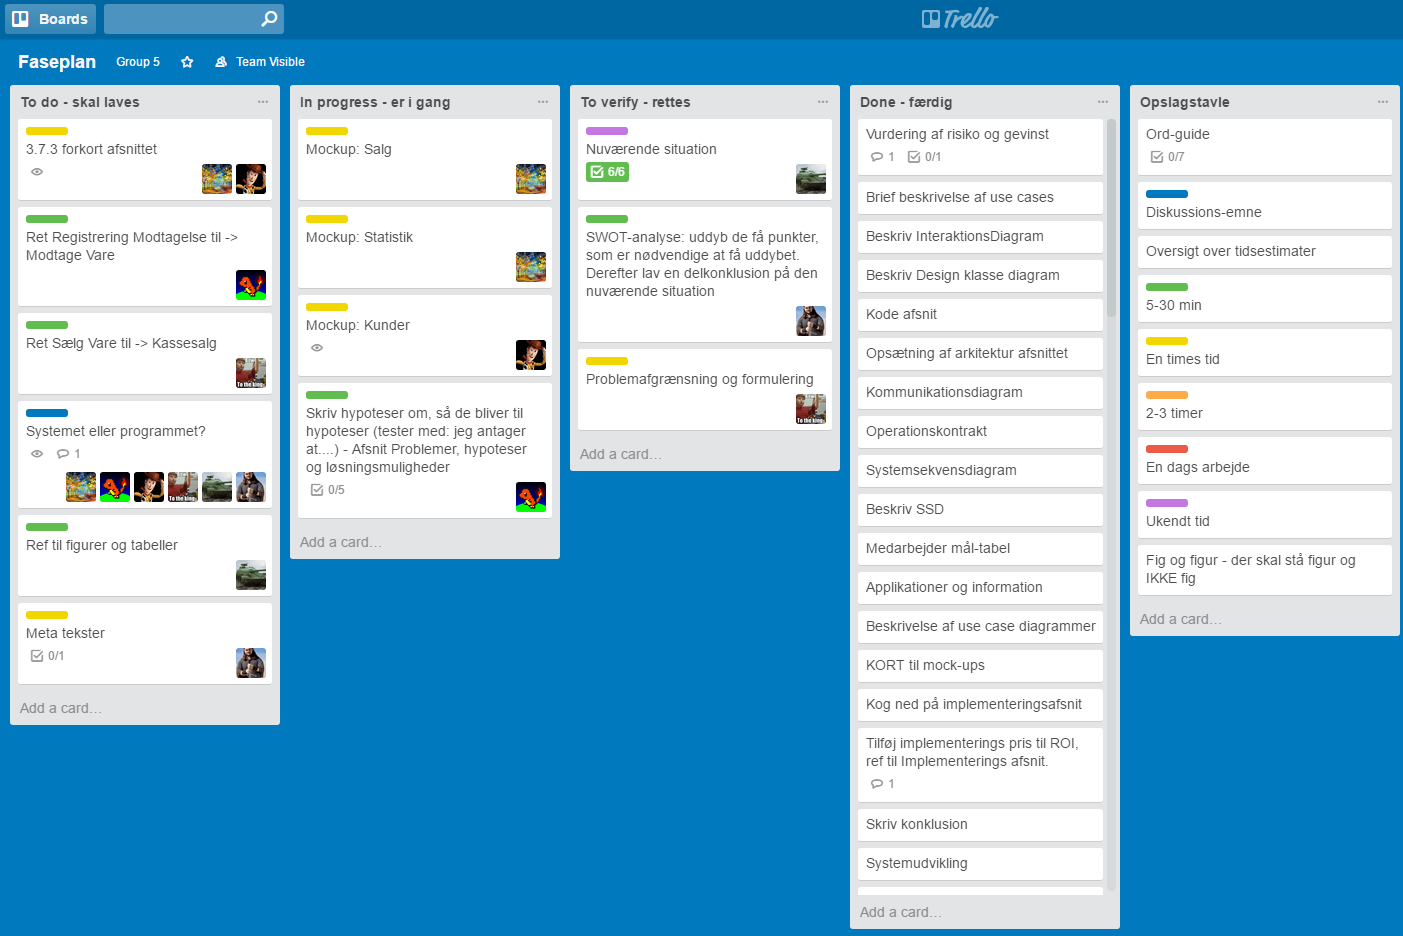 Boards
Trello
Faseplan
Group 5
Team Visible
To do - skal laves
3.7.3 forkort afsnittet
Ret Registrering Modtagelse til ->
Modtage Vare
Ret Sælg Vare til -> Kassesalg
To the king
Systemet eller programmet?
1
To the king
Ref til figurer og tabeller
Meta tekster
0/1
Add a card…
In progress - er i gang
Mockup: Salg
Mockup: Statistik
Mockup: Kunder
Skriv hypoteser om, så de bliver til
hypoteser (tester med: jeg antager
at....) - Afsnit Problemer, hypoteser
og løsningsmuligheder
0/5
Add a card…
To verify - rettes
Nuværende situation
6/6
SWOT-analyse: uddyb de få punkter,
som er nødvendige at få uddybet.
Derefter lav en delkonklusion på den
nuværende situation
Problemafgrænsning og formulering
To the king
Add a card…
Done - færdig
Vurdering af risiko og gevinst
1
0/1
Brief beskrivelse af use cases
Beskriv InteraktionsDiagram
Beskriv Design klasse diagram
Kode afsnit
Opsætning af arkitektur afsnittet
Kommunikationsdiagram
Operationskontrakt
Systemsekvensdiagram
Beskriv SSD
Medarbejder mål-tabel
Applikationer og information
Beskrivelse af use case diagrammer
KORT til mock-ups
Kog ned på implementeringsafsnit
Tilføj implementerings pris til ROI,
ref til Implementerings afsnit.
1
Skriv konklusion
Systemudvikling
Add a card…
Opslagstavle
Ord-guide
0/7
Diskussions-emne
Oversigt over tidsestimater
5-30 min
En times tid
2-3 timer
En dags arbejde
Ukendt tid
Fig og figur - der skal stå figur og
IKKE fig
Add a card…